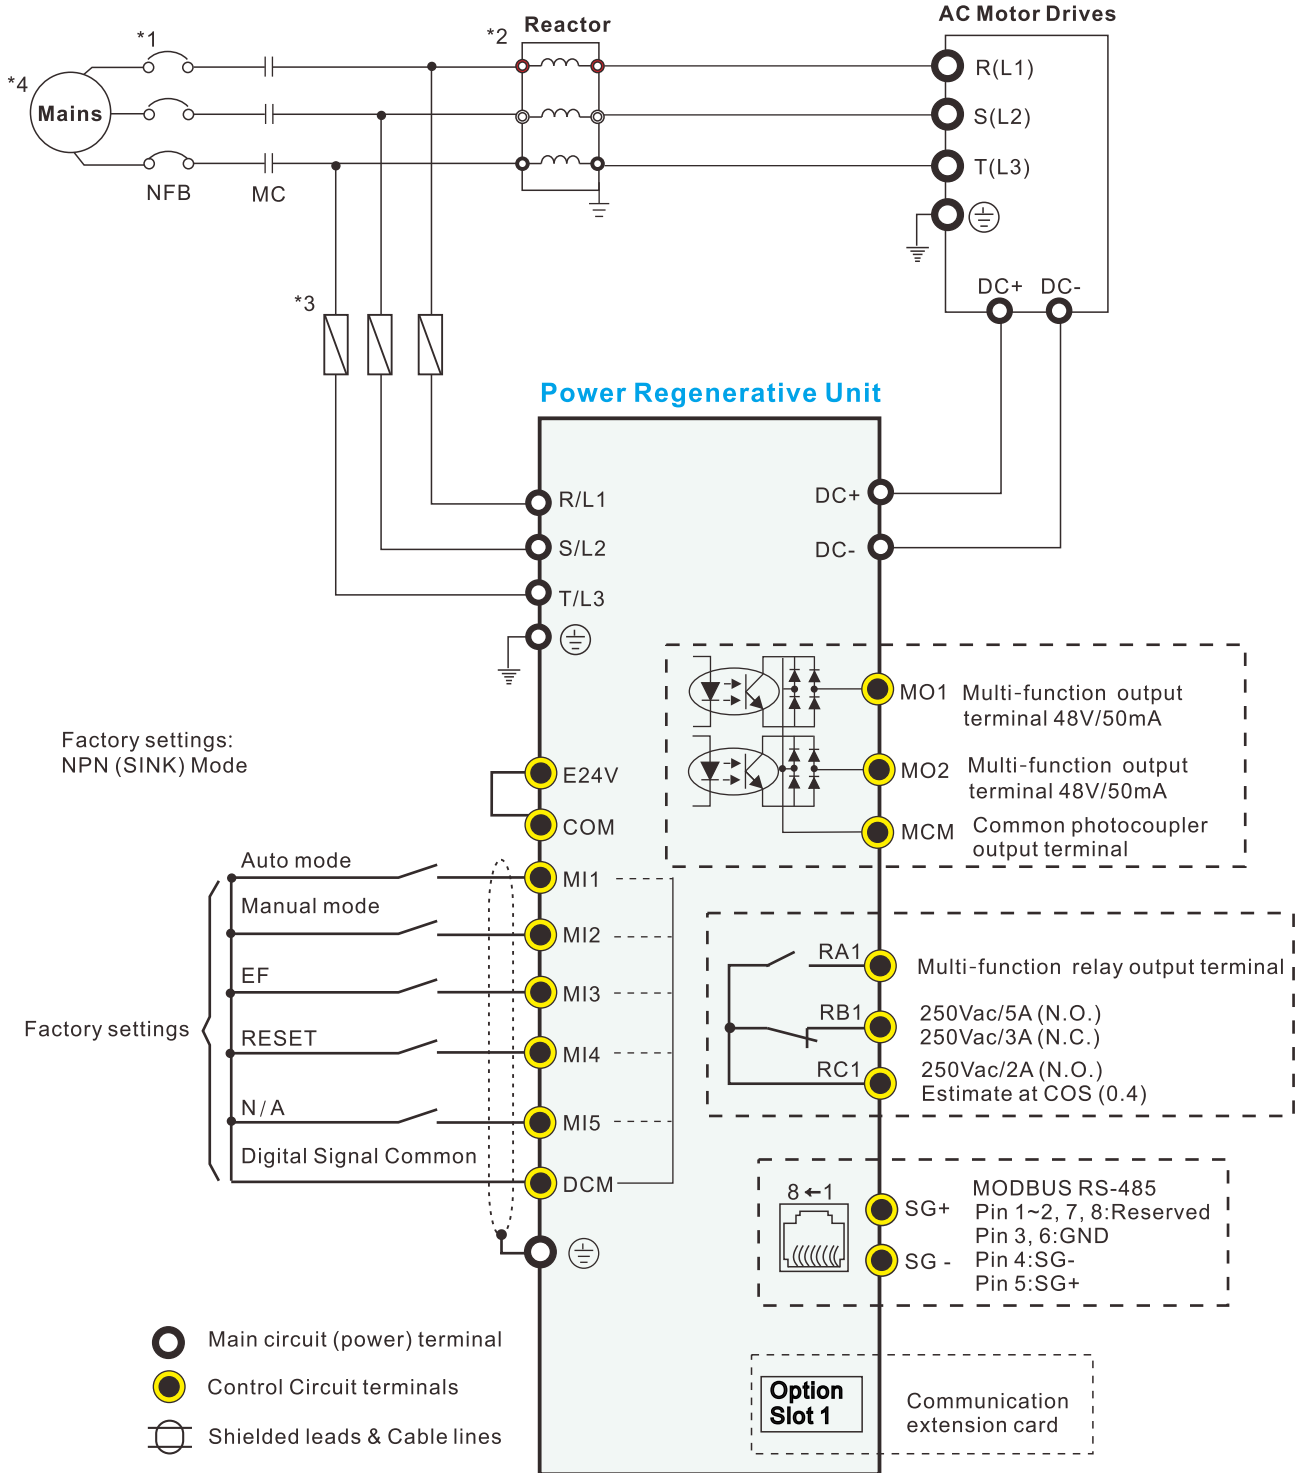 AC Motor Drives
Reactor
*1
*2
*4
Mains
R(L1)
S(L2)
T(L3)
NFB
MC
DC+ DC-
*3
Power Regenerative Unit
R/L1
S/L2
T/L3
DC+
DC-
MO1 Multi-function output
terminal 48V/50mA
MO2 Multi-function output
terminal 48V/50mA
MCM Common photocoupler
output terminal
Factory settings:
NPN (SINK) Mode
E24V
COM
Auto mode
MI1
Manual mode
MI2
EF
MI3
Factory settings
RESET
MI4
N/A
MI5
Digital Signal Common
DCM
RA1
Multi-function relay output terminal
RB1
250Vac/5A (N.O.)
250Vac/3A (N.C.)
RC1
250Vac/2A (N.O.)
Estimate at COS (0.4)
8←1
SG+
SG -
MODBUS RS-485
Pin 1~2, 7, 8:Reserved
Pin 3, 6:GND
Pin 4:SG-
Pin 5:SG+
Main circuit (power) terminal
Control Circuit terminals
Shielded leads & Cable lines
Option
Slot 1
Communication
extension card